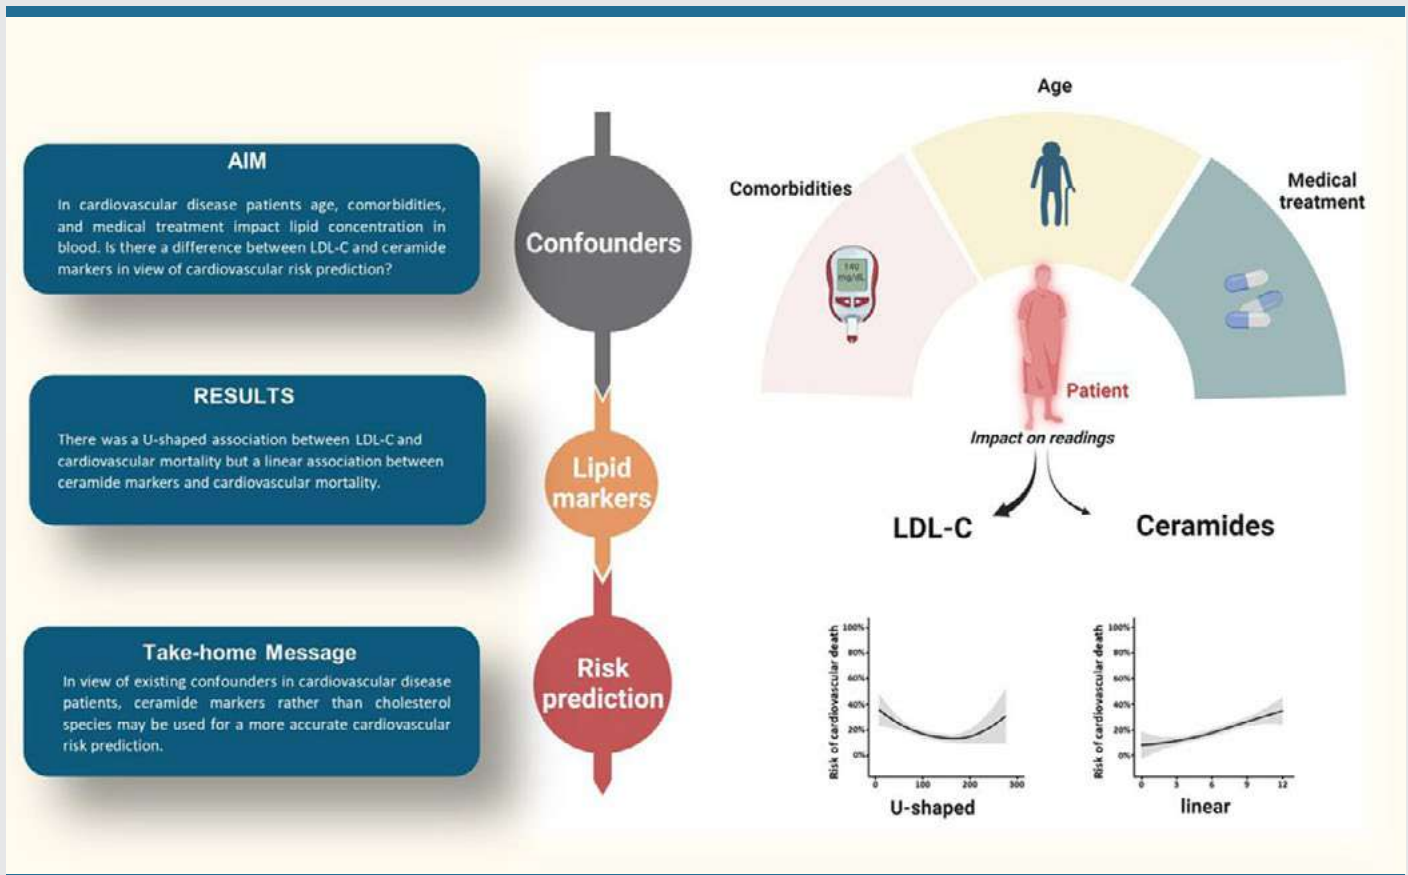 AIM
In cardiovascular disease patients age, comorbidities,
and medical treatment impact lipid concentration in
blood. Is there a difference between LDL-C and ceramide
markers in view of cardiovascular risk prediction?
RESULTS
There was a U-shaped association between LDL-C and
cardiovascular mortality but a linear association between
ceramide markers and cardiovascular mortality.
Take-home Message
In view of existing confounders in cardiovascular disease
patients, ceramide markers rather than cholesterol
species may be used for a more accurate cardiovascular
risk prediction.
Confounders
Lipid
markers
Risk
prediction
Age
Comorbidities
Medical
treatment
140
mg/dL
Patient
Impact on readings
LDL-C
Ceramides
Risk of cardiovascular death
100%
80%
60%
40%
20%
0%
0 100 200 300
U-shaped
Risk of cardiovascular death
100%
80%
60%
40%
20%
0%
0 3 6 9 12
linear